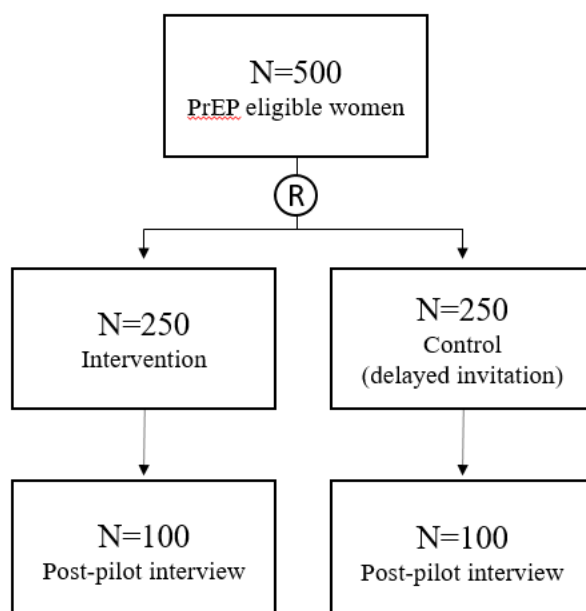 N=500
PrEP eligible women
R
N=250
Intervention
N=250
Control
(delayed invitation)
N=100
Post-pilot interview
N=100
Post-pilot interview